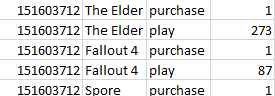 151603712 The Elder purchase 1
151603712 The Elder play 273
151603712 Fallout 4 purchase 1
151603712 Fallout 4 play 87
151603712 Spore purchase 1